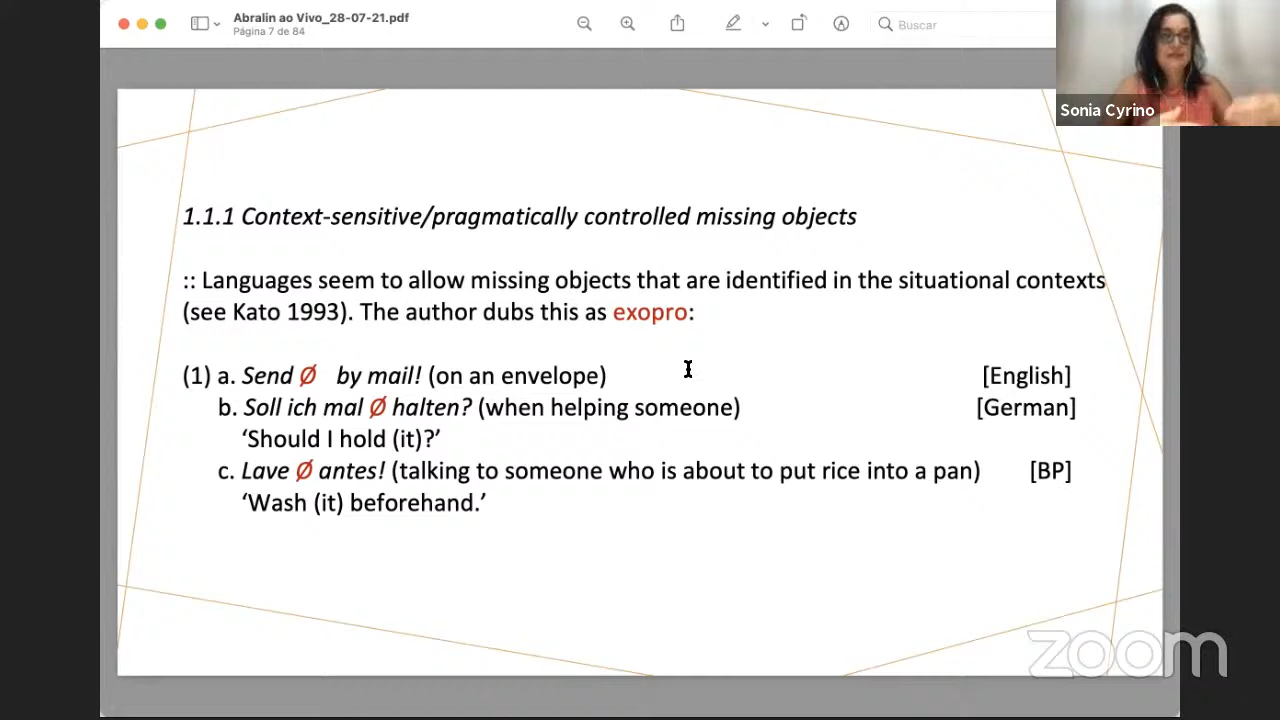 Abralin ao Vivo_28-07-21.pdf
Página 7 de 84
Buscar
Sonia Cyrino
1.1.1 Context-sensitive/pragmatically controlled missing objects
:: Languages seem to allow missing objects that are identified in the situational contexts
(see Kato 1993). The author dubs this as exopro:
(1) a. Send Ø by mail! (on an envelope) [English]
b. Soll ich mal Ø halten? (when helping someone) [German]
‘Should I hold (it)?’
c. Lave Ø antes! (talking to someone who is about to put rice into a pan) [BP]
‘Wash (it) beforehand.’
zoom